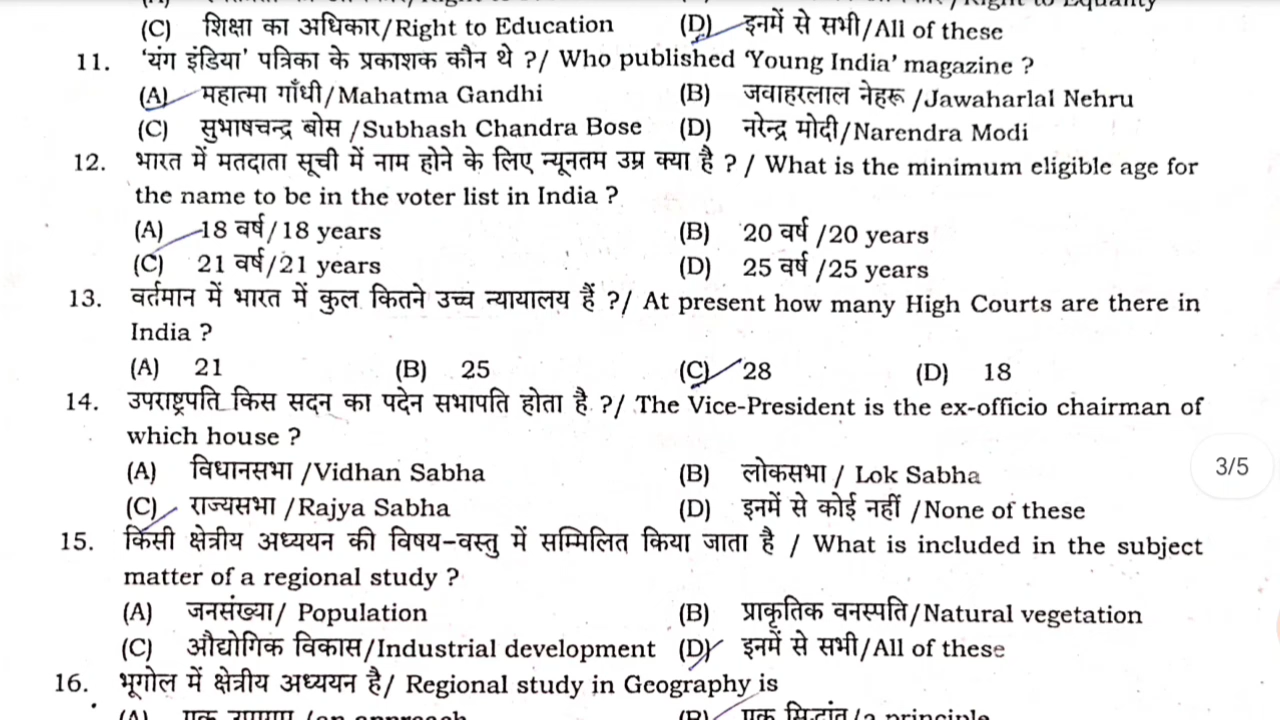 (C) शिक्षा का अधिकार/Right to Education (D) इनमें से सभी/All of these
11. ‘यंग इंडिया’ पत्रिका के प्रकाशक कौन थे ?/ Who published ‘Young India’ magazine ?
(A) महात्मा गाँधी/Mahatma Gandhi (B) जवाहरलाल नेहरू /Jawaharlal Nehru
(C) सुभाषचन्द्र बोस /Subhash Chandra Bose (D) नरेन्द्र मोदी/Narendra Modi
12. भारत में मतदाता सूची में नाम होने के लिए न्यूनतम उम्र क्या है ? / What is the minimum eligible age for
the name to be in the voter list in India ?
(A) 18 वर्ष/18 years (B) 20 वर्ष /20 years
(C) 21 वर्ष/21 years (D) 25 वर्ष /25 years
13. वर्तमान में भारत में कुल कितने उच्च न्यायालय हैं ?/ At present how many High Courts are there in
India ?
(A) 21 (B) 25 (C) 28 (D) 18
14. उपराष्ट्रपति किस सदन का पदेन सभापति होता है ?/ The Vice-President is the ex-officio chairman of
which house ?
(A) विधानसभा /Vidhan Sabha (B) लोकसभा / Lok Sabha
(C) राज्यसभा /Rajya Sabha (D) इनमें से कोई नहीं /None of these
3/5
15. किसी क्षेत्रीय अध्ययन की विषय-वस्तु में सम्मिलित किया जाता है / What is included in the subject
matter of a regional study ?
(A) जनसंख्या/ Population (B) प्राकृतिक वनस्पति/Natural vegetation
(C) औद्योगिक विकास/Industrial development (D) इनमें से सभी/All of these
16. भूगोल में क्षेत्रीय अध्ययन है/ Regional study in Geography is
(A) एक उपागम /an approach (B) एक सिद्धांत/a principle